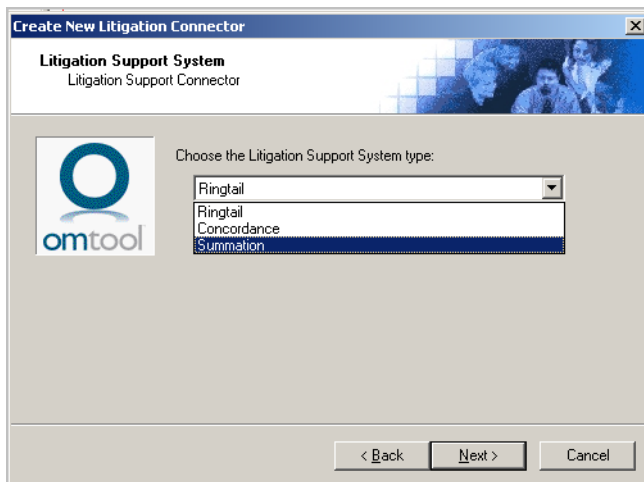 Create New Litigation Connector
Litigation Support System
Litigation Support Connector
Choose the Litigation Support System type:
Ringtail
Ringtail
Concordance
Summation
omtool
< Back
Next >
Cancel